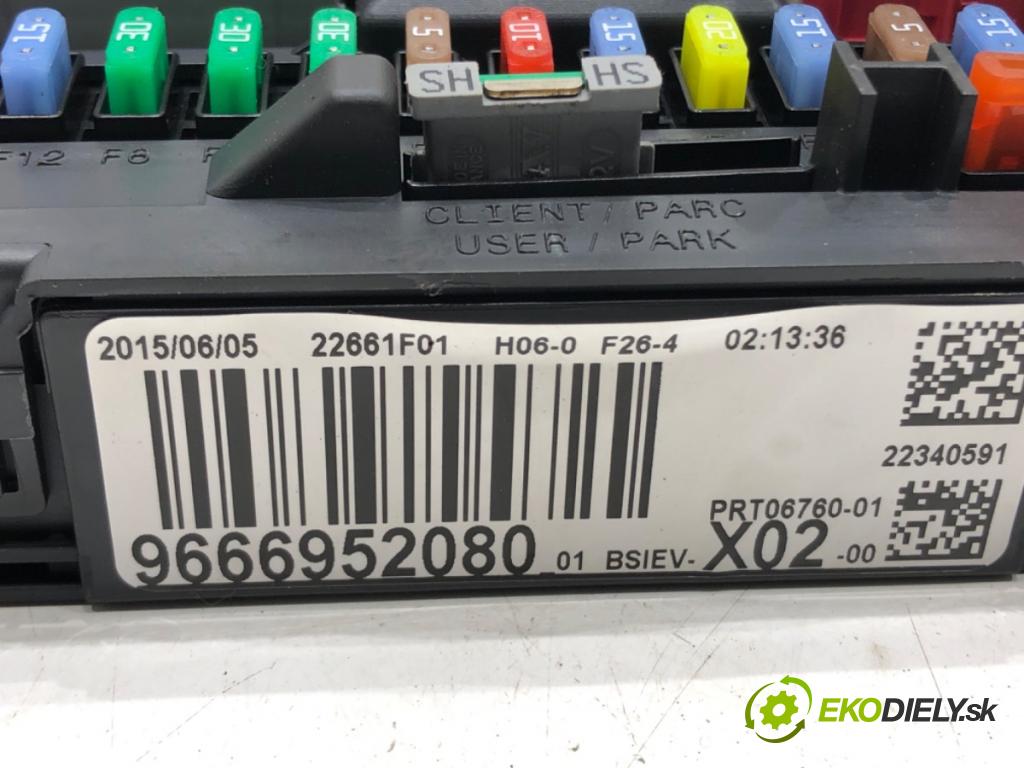 15 30 30 30 5 10 15 20 15 5 15
SH HS
F12 F8
CLIENT / PARC
USER / PARK
2015/06/05 22661F01 H06-0 F26-4 02:13:36
22340591
PRT06760-01
9666952080 01 BSIEV- X02 -00
EKODIELY.sk